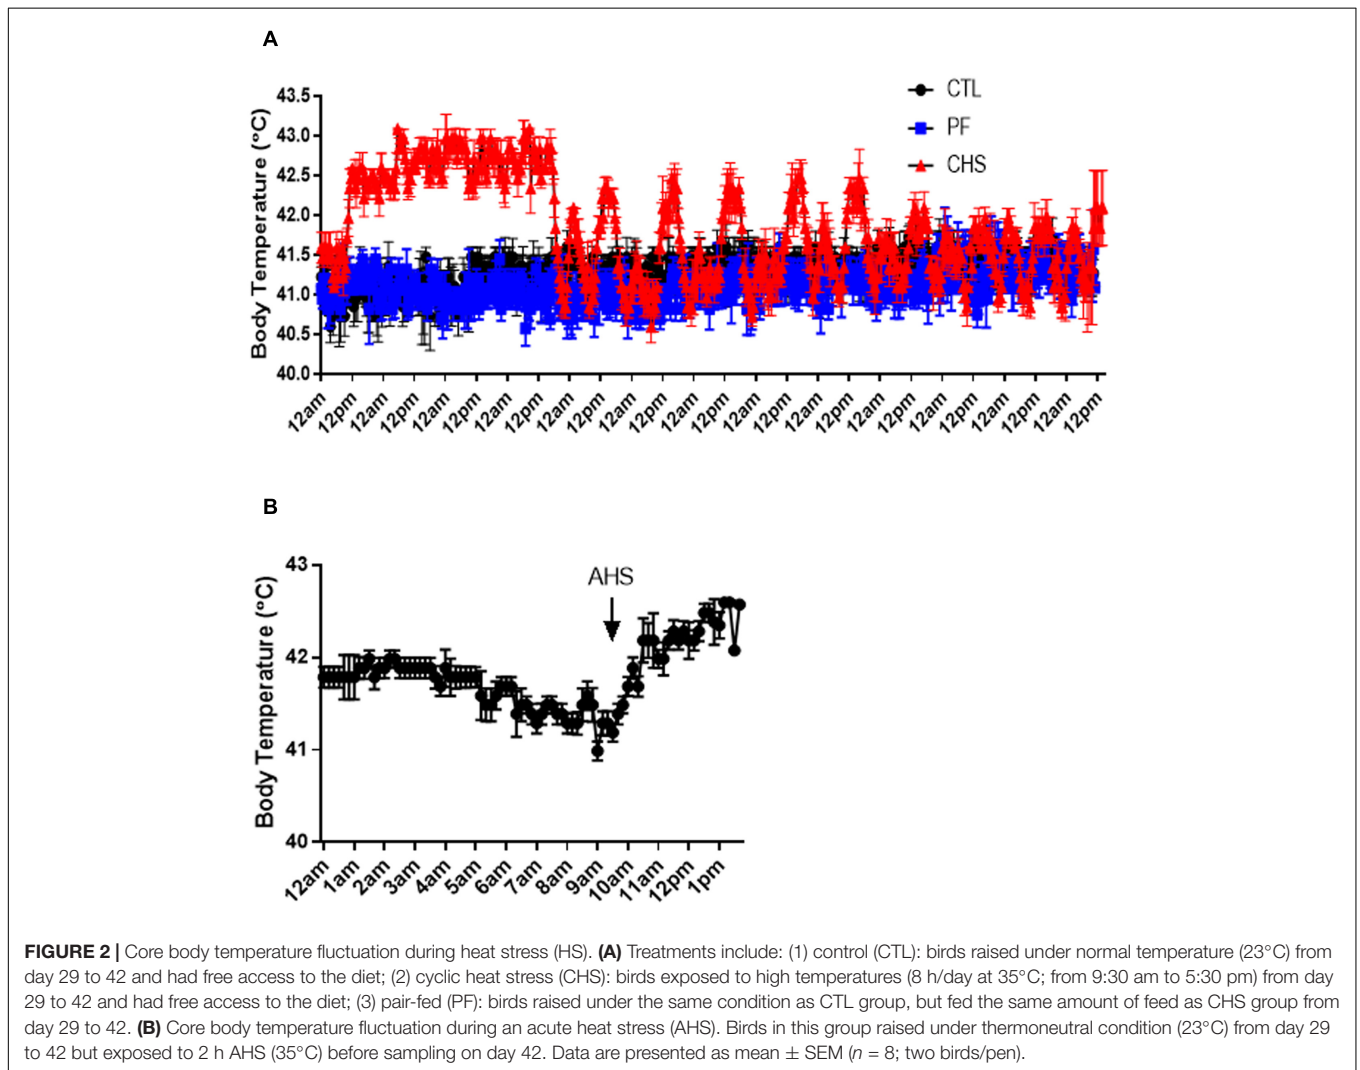 A
CTL
PF
CHS
Body Temperature (°C)
43.5
43.0
42.5
42.0
41.5
41.0
40.5
40.0
12am 12pm 12am 12pm 12am 12pm 12am 12pm 12am 12pm 12am 12pm 12am 12pm 12am 12pm 12am 12pm 12am 12pm 12am 12pm 12am 12pm 12am 12pm
B
AHS
Body Temperature (°C)
43
42
41
40
12am 1am 2am 3am 4am 5am 6am 7am 8am 9am 10am 11am 12pm 1pm
FIGURE 2 | Core body temperature fluctuation during heat stress (HS). (A) Treatments include: (1) control (CTL): birds raised under normal temperature (23°C) from
day 29 to 42 and had free access to the diet; (2) cyclic heat stress (CHS): birds exposed to high temperatures (8 h/day at 35°C; from 9:30 am to 5:30 pm) from day
29 to 42 and had free access to the diet; (3) pair-fed (PF): birds raised under the same condition as CTL group, but fed the same amount of feed as CHS group from
day 29 to 42. (B) Core body temperature fluctuation during an acute heat stress (AHS). Birds in this group raised under thermoneutral condition (23°C) from day 29
to 42 but exposed to 2 h AHS (35°C) before sampling on day 42. Data are presented as mean ± SEM (n = 8; two birds/pen).